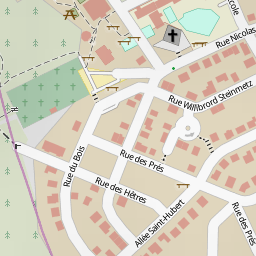 École
Rue Nicolas
Rue Willibrord Steinmetz
Rue du Bois
Rue des Prés
Rue des Hêtres
Allée Saint-Hubert
Rue des Prés